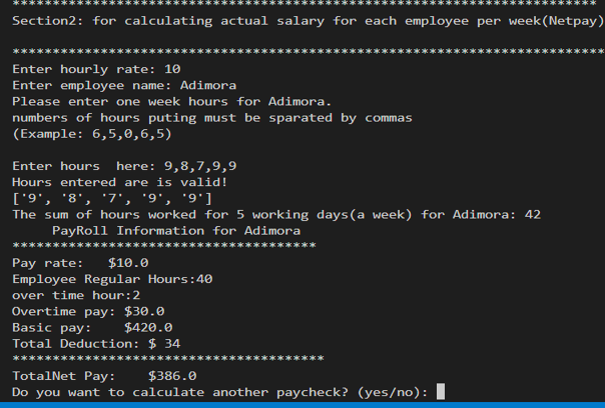 *******************************************************************************
Section2: for calculating actual salary for each employee per week(Netpay)
*******************************************************************************
Enter hourly rate: 10
Enter employee name: Adimora
Please enter one week hours for Adimora.
numbers of hours puting must be sparated by commas
(Example: 6,5,0,6,5)
Enter hours  here: 9,8,7,9,9
Hours entered are is valid!
['9', '8', '7', '9', '9']
The sum of hours worked for 5 working days(a week) for Adimora: 42
     PayRoll Information for Adimora
**************************************
Pay rate:   $10.0
Employee Regular Hours:40
over time hour:2
Overtime pay: $30.0
Basic pay:    $420.0
Total Deduction: $ 34
***************************************
TotalNet Pay:    $386.0
Do you want to calculate another paycheck? (yes/no):